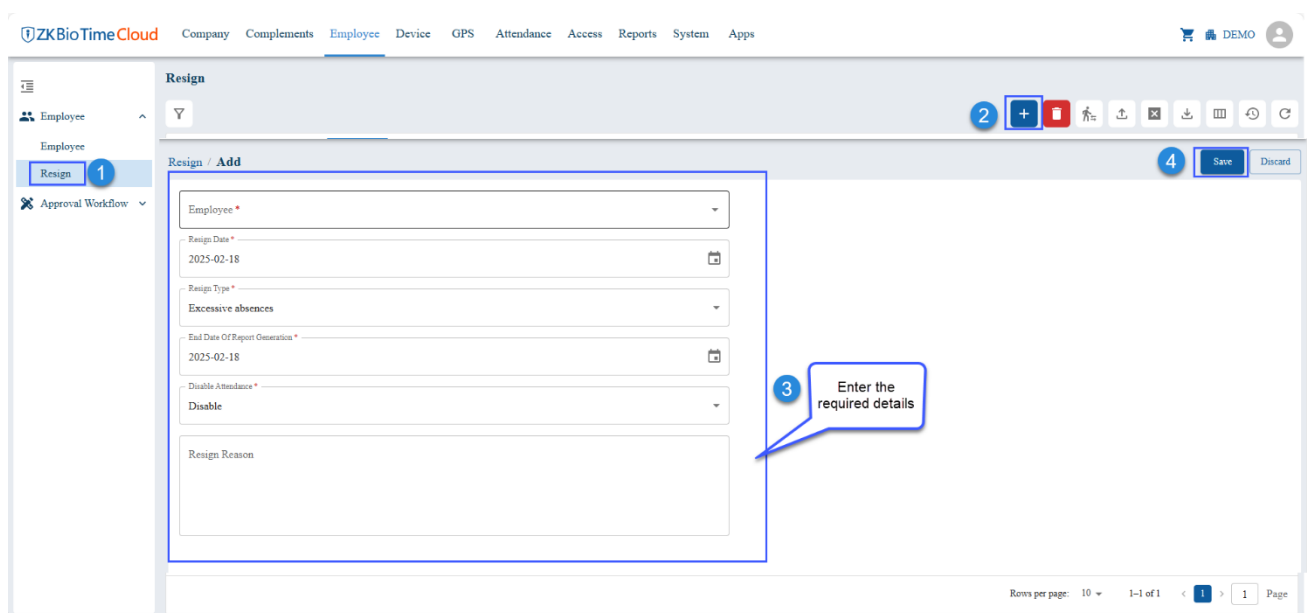 ZKBioTime Cloud Company Complements Employee Device GPS Attendance Access Reports System Apps DEMO
Resign
Employee
2
Employee
Resign 1
Resign / Add
4 Save Discard
Approval Workflow
Employee *
Resign Date *
2025-02-18
Resign Type *
Excessive absences
End Date Of Report Generation *
2025-02-18
Disable Attendance *
Disable
3 Enter the
required details
Resign Reason
Rows per page: 10 1–1 of 1 < 1 > 1 Page